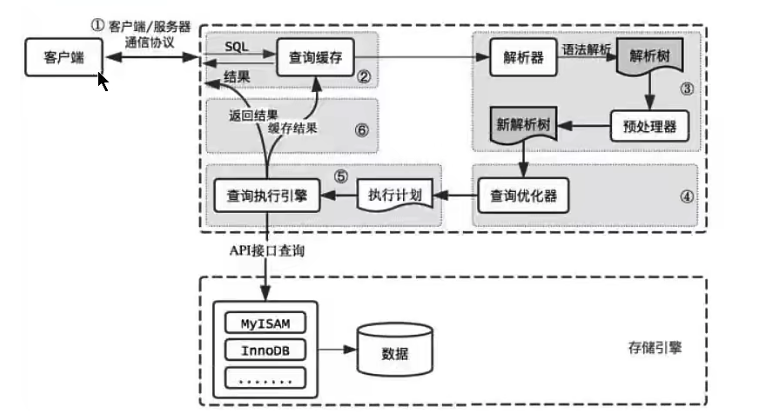 ① 客户端/服务器
通信协议
客户端
SQL
结果
查询缓存
②
解析器
语法解析
解析树
③
新解析树
预处理器
返回结果
缓存结果
⑥
查询执行引擎
⑤
执行计划
查询优化器
④
API接口查询
MyISAM
InnoDB
.......
数据
存储引擎